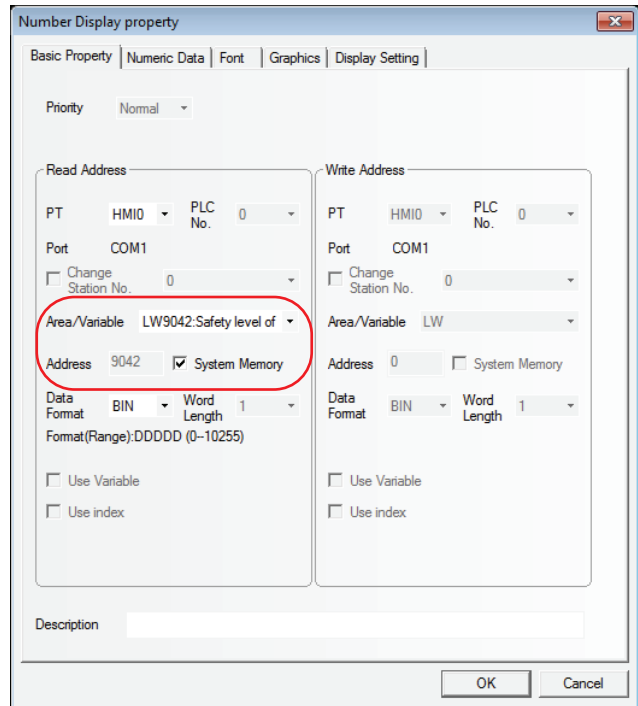 Number Display property
Basic Property Numeric Data Font Graphics Display Setting
Priority Normal
Read Address
PT HMI0 PLC No. 0
Port COM1
Change Station No. 0
Area/Variable LW9042:Safety level of
Address 9042 System Memory
Data Format BIN Word Length 1
Format(Range):DDDDD (0--10255)
Use Variable
Use index
Write Address
PT HMI0 PLC No. 0
Port COM1
Change Station No. 0
Area/Variable LW
Address 0 System Memory
Data Format BIN Word Length 1
Use Variable
Use index
Description
OK Cancel